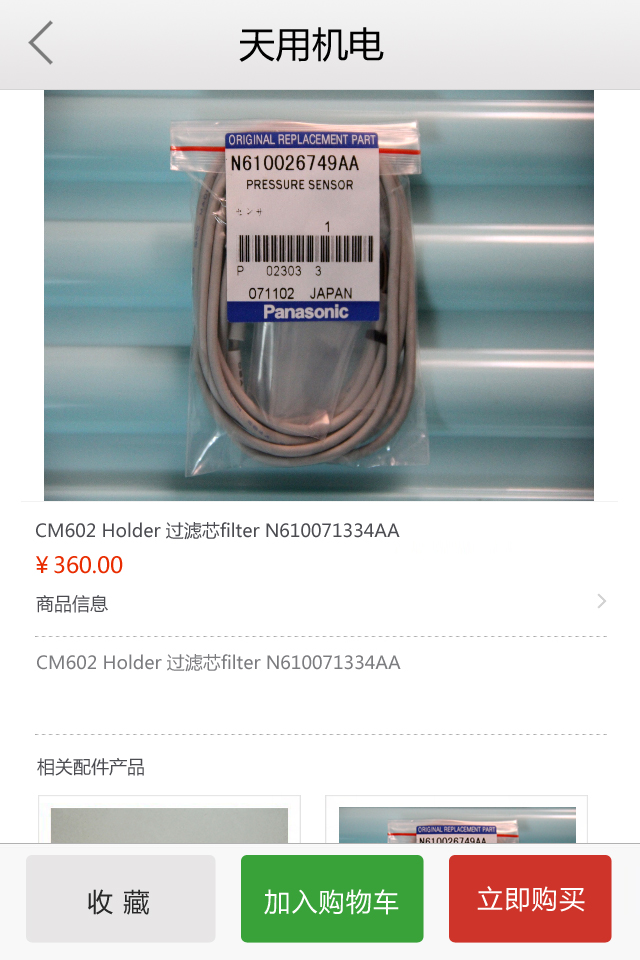 天用机电
ORIGINAL REPLACEMENT PART
N610026749AA
PRESSURE SENSOR
センサ
1
P 02303 3
071102 JAPAN
Panasonic
CM602 Holder 过滤芯filter N610071334AA
¥360.00
商品信息
CM602 Holder 过滤芯filter N610071334AA
相关配件产品
ORIGINAL REPLACEMENT PART
N610026749AA
收 藏
加入购物车
立即购买